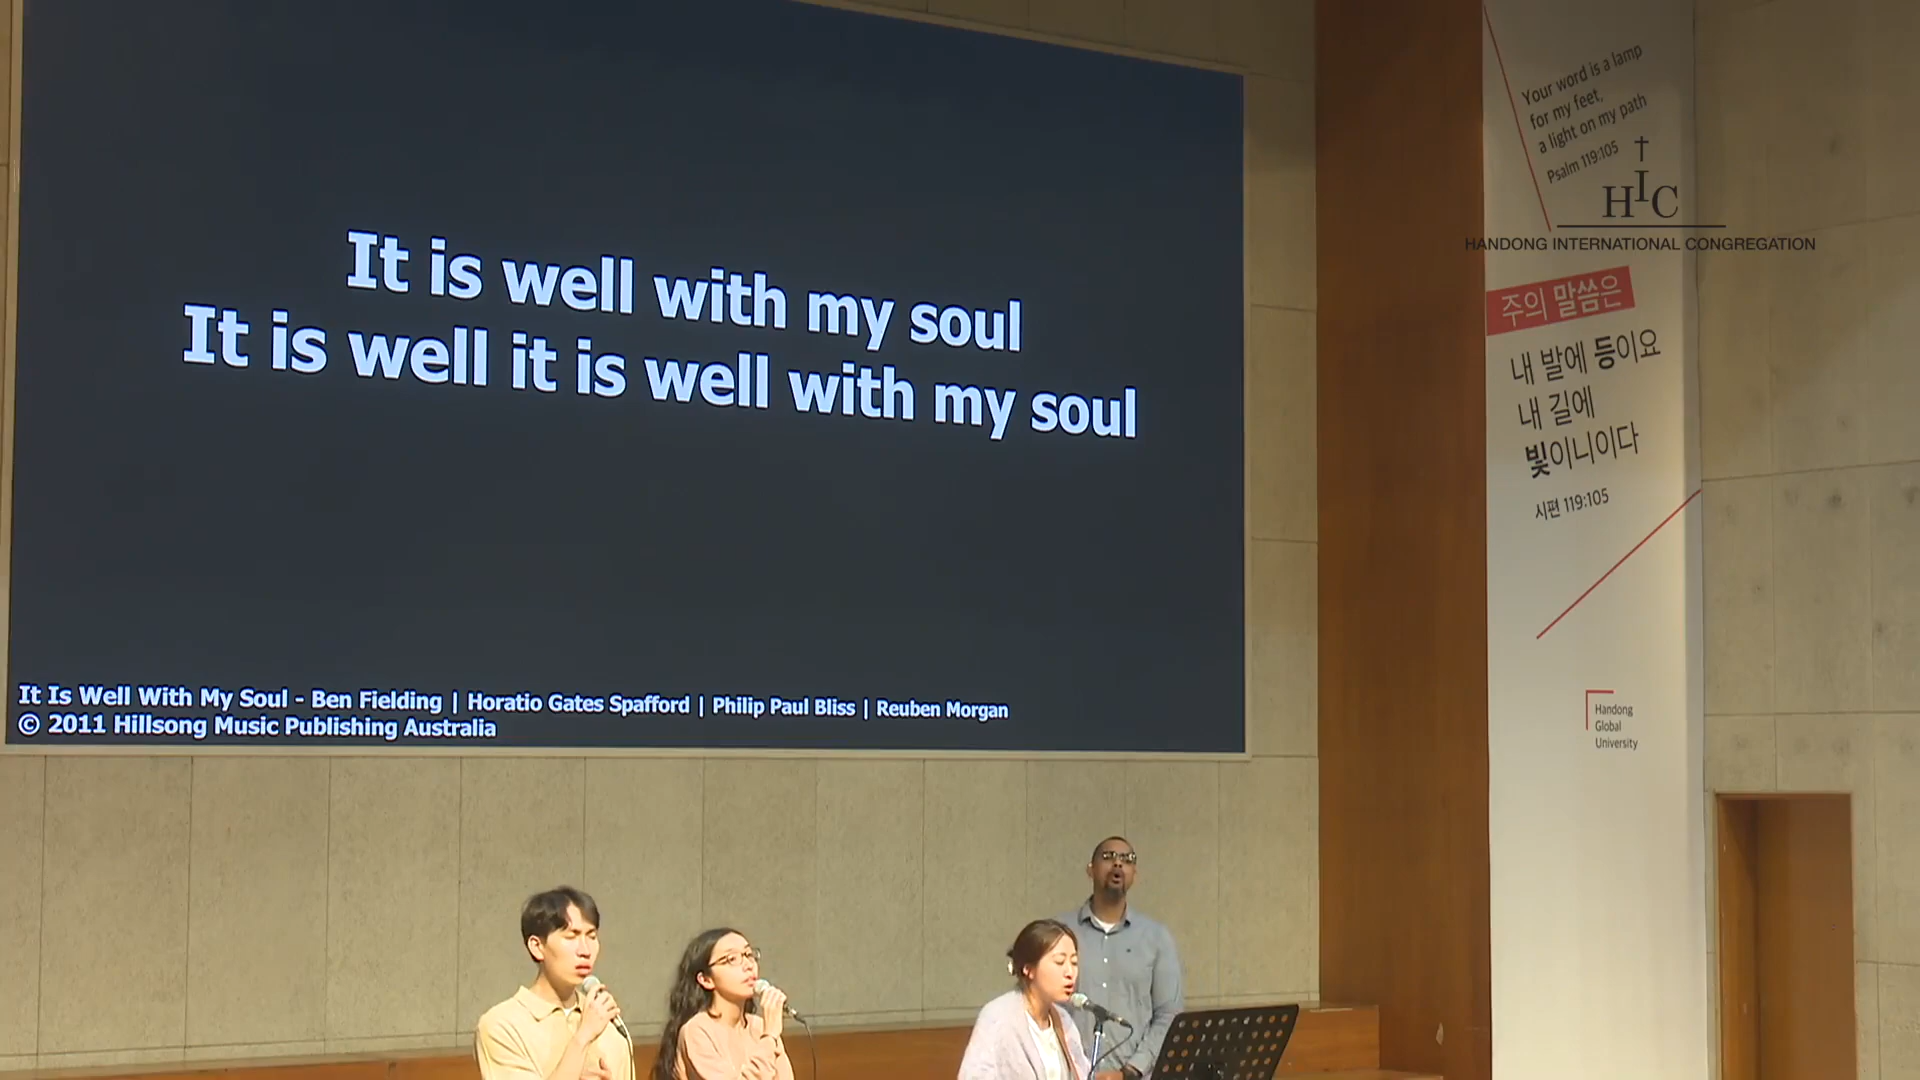 It is well with my soul
It is well it is well with my soul
It Is Well With My Soul - Ben Fielding | Horatio Gates Spafford | Philip Paul Bliss | Reuben Morgan
© 2011 Hillsong Music Publishing Australia
Your word is a lamp
for my feet,
a light on my path
Psalm 119:105
HIC
HANDONG INTERNATIONAL CONGREGATION
주의 말씀은
내 발에 등이요
내 길에
빛이니이다
시편 119:105
Handong
Global
University